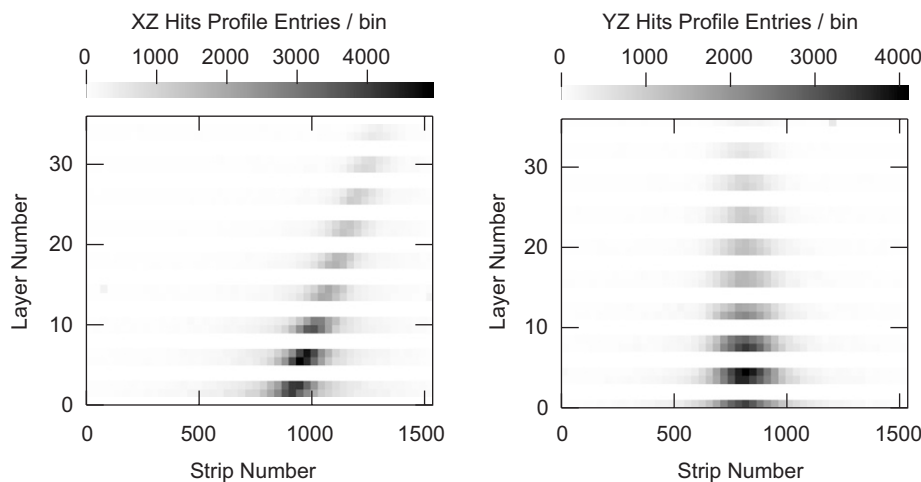 XZ Hits Profile Entries / bin
0 1000 2000 3000 4000
Layer Number
30
20
10
0
0 500 1000 1500
Strip Number
YZ Hits Profile Entries / bin
0 1000 2000 3000 4000
Layer Number
30
20
10
0
0 500 1000 1500
Strip Number